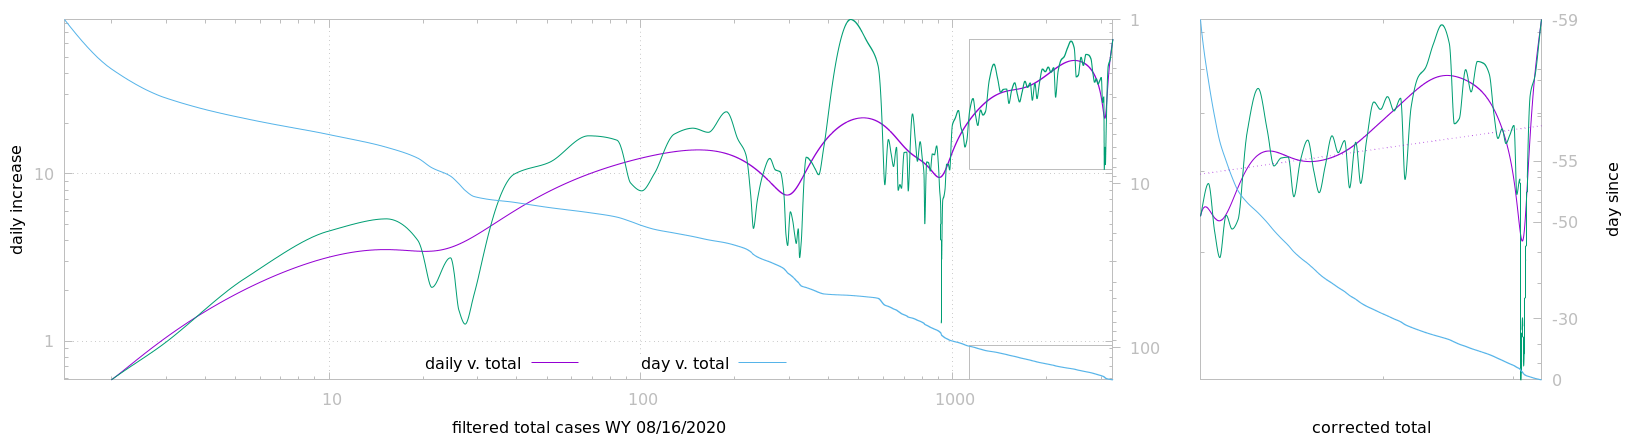 1
-59
10
daily increase
-55
10
-50
day since
-30
1
100
daily v. total
day v. total
0
10
100
1000
filtered total cases WY 08/16/2020
corrected total